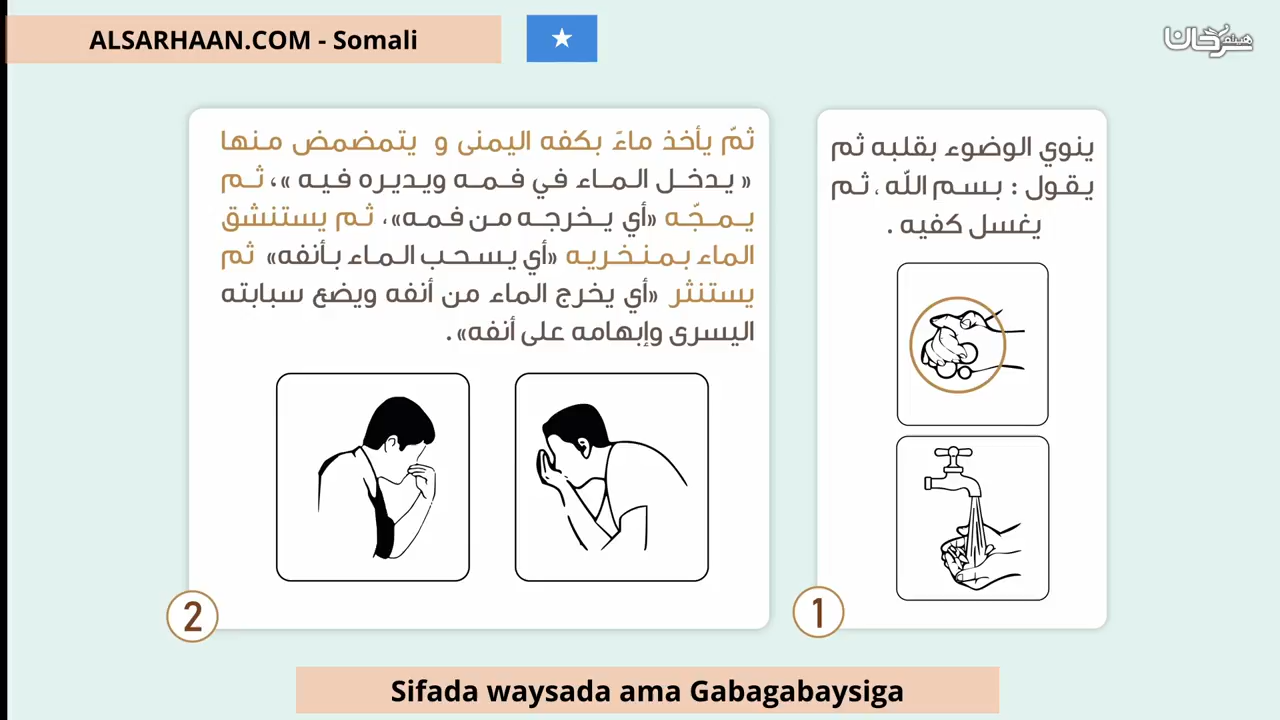 ALSARHAAN.COM - Somali
هيثم سرحان
ينوي الوضوء بقلبه ثم
يقول : بسم الله ، ثم
يغسل كفيه .
1
ثمّ يأخذ ماءً بكفه اليمنى و يتمضمض منها
« يدخل الماء في فمه ويديره فيه »، ثم
يمجّه «أي يخرجه من فمه»، ثم يستنشق
الماء بمنخريه «أي يسحب الماء بأنفه» ثم
يستنثر «أي يخرج الماء من أنفه ويضع سبابته
اليسرى وإبهامه على أنفه» .
2
Sifada waysada ama Gabagabaysiga